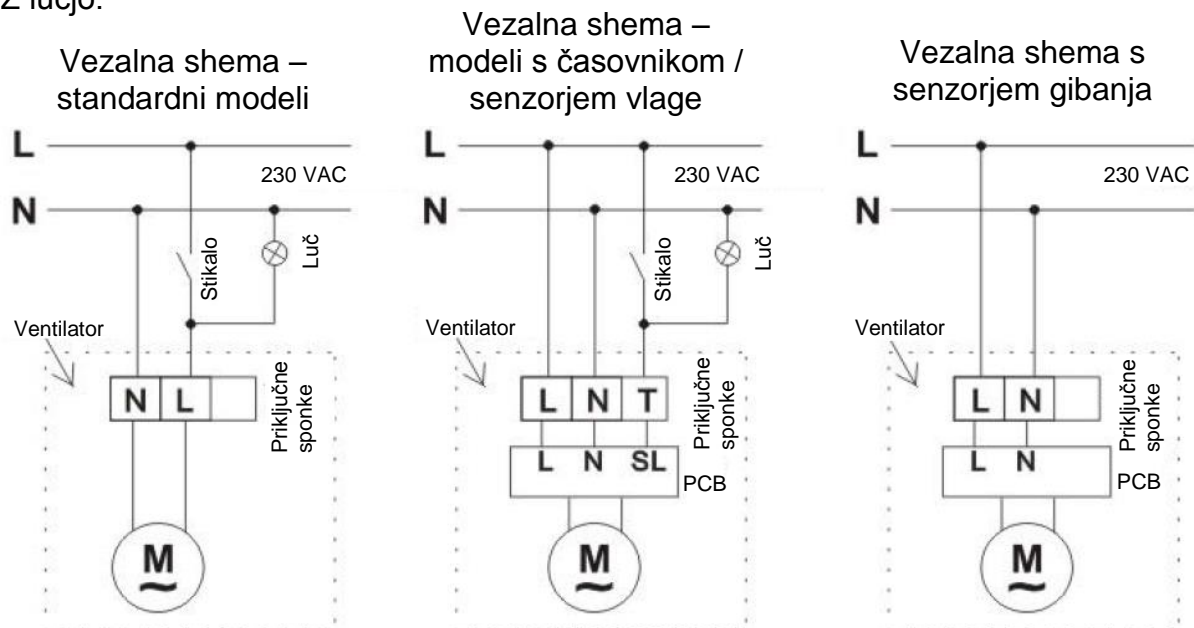 Z lučjo:
Vezalna shema –
standardni modeli
L
230 VAC
N
Stikalo
Luč
Ventilator
N L
Priključne
sponke
M
Vezalna shema –
modeli s časovnikom /
senzorjem vlage
L
230 VAC
N
Stikalo
Luč
Ventilator
L N T
Priključne
sponke
L N SL
PCB
M
Vezalna shema s
senzorjem gibanja
L
230 VAC
N
Ventilator
L N
Priključne
sponke
L N
PCB
M